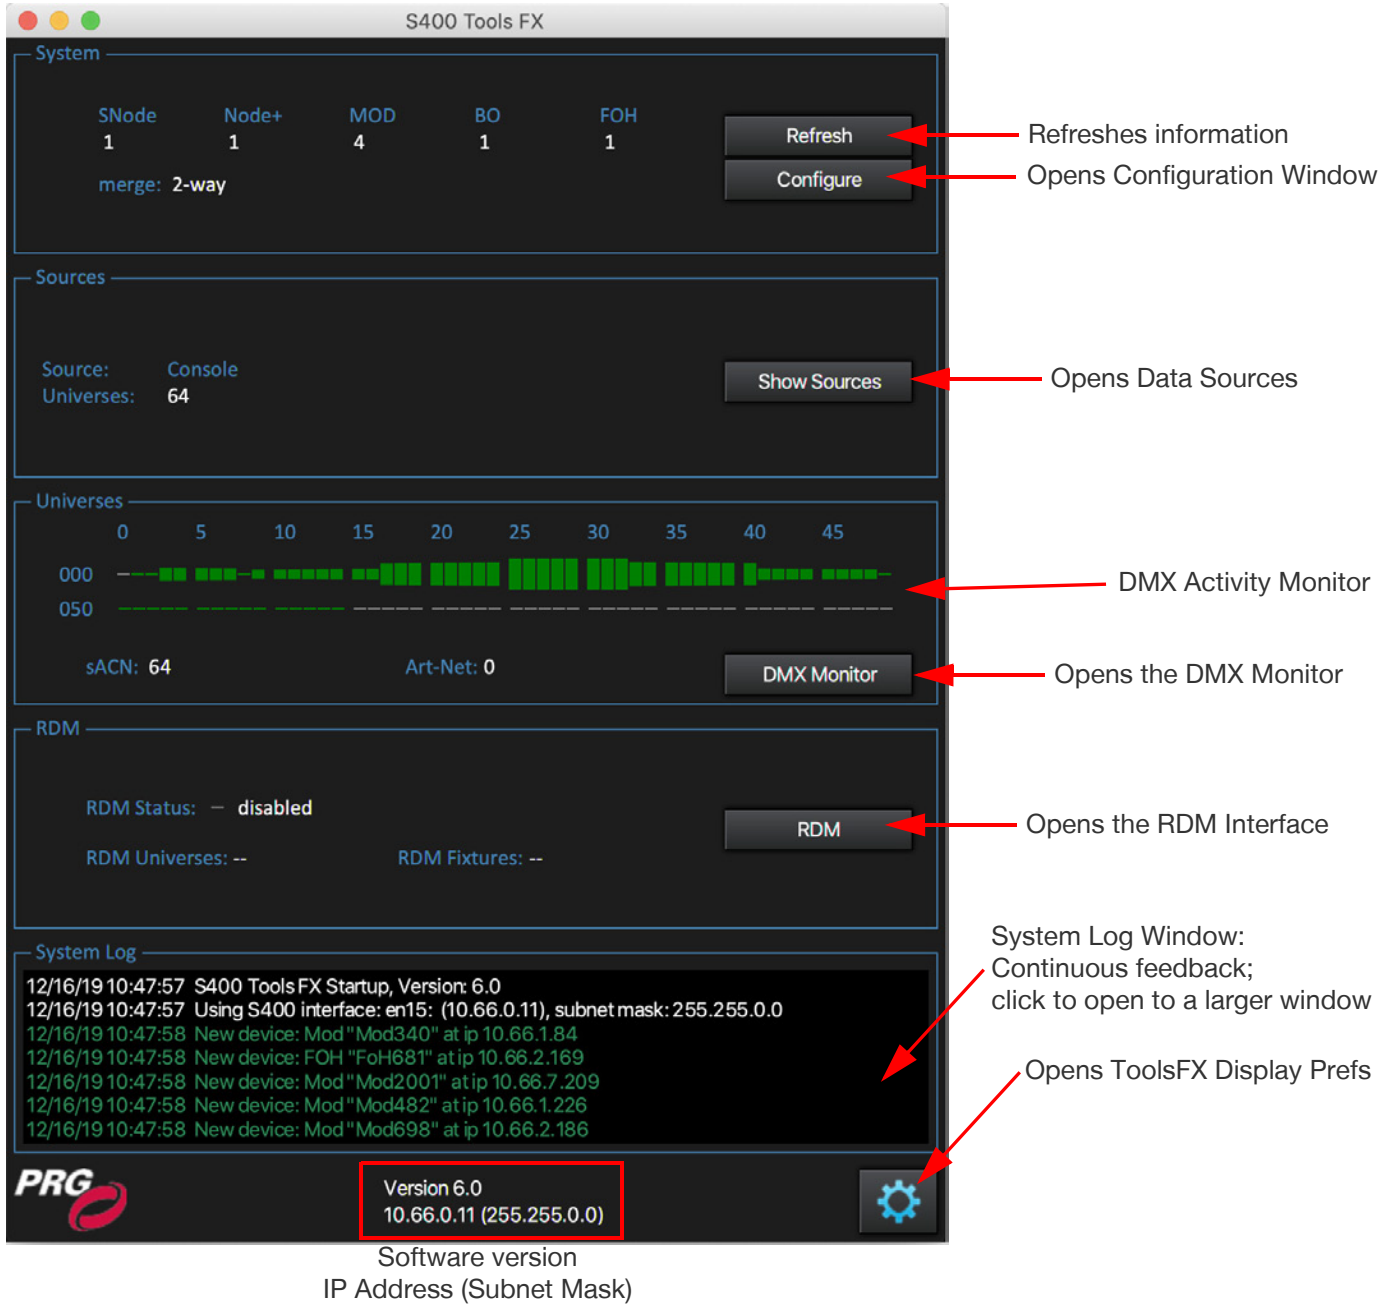 S400 Tools FX
System
SNode Node+ MOD BO FOH
1 1 4 1 1
merge: 2-way
Refresh
Configure
Refreshes information
Opens Configuration Window
Sources
Source: Console
Universes: 64
Show Sources
Opens Data Sources
Universes
0 5 10 15 20 25 30 35 40 45
000
050
DMX Activity Monitor
sACN: 64 Art-Net: 0
DMX Monitor
Opens the DMX Monitor
RDM
RDM Status: – disabled
RDM Universes: -- RDM Fixtures: --
RDM
Opens the RDM Interface
System Log
12/16/19 10:47:57 S400 Tools FX Startup, Version: 6.0
12/16/19 10:47:57 Using S400 interface: en15: (10.66.0.11), subnet mask: 255.255.0.0
12/16/19 10:47:58 New device: Mod "Mod340" at ip 10.66.1.84
12/16/19 10:47:58 New device: FOH "FoH681" at ip 10.66.2.169
12/16/19 10:47:58 New device: Mod "Mod2001" at ip 10.66.7.209
12/16/19 10:47:58 New device: Mod "Mod482" at ip 10.66.1.226
12/16/19 10:47:58 New device: Mod "Mod698" at ip 10.66.2.186
System Log Window:
Continuous feedback;
click to open to a larger window
Opens ToolsFX Display Prefs
PRG
Version 6.0
10.66.0.11 (255.255.0.0)
Software version
IP Address (Subnet Mask)